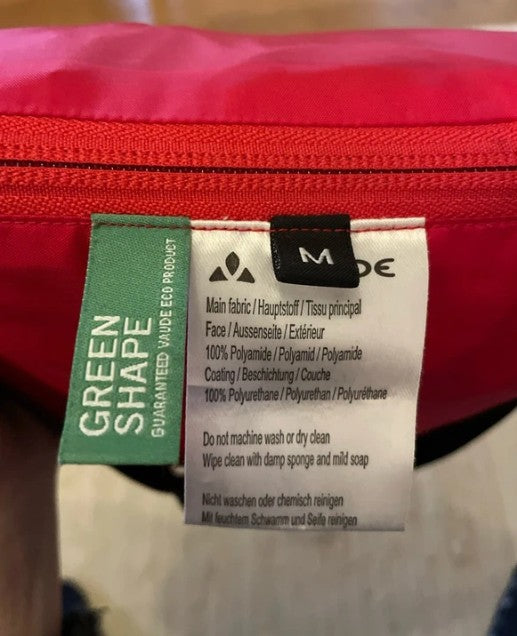 GREEN
SHAPE
GUARANTEED VAUDE ECO PRODUCT
M
DE
Main fabric / Hauptstoff / Tissu principal
Face / Aussenseite / Extérieur
100% Polyamide / Polyamid / Polyamide
Coating / Beschichtung / Couche
100% Polyurethane / Polyurethan / Polyuréthane
Do not machine wash or dry clean
Wipe clean with damp sponge and mild soap
Nicht waschen oder chemisch reinigen
Mit feuchtem Schwamm und Seife reinigen